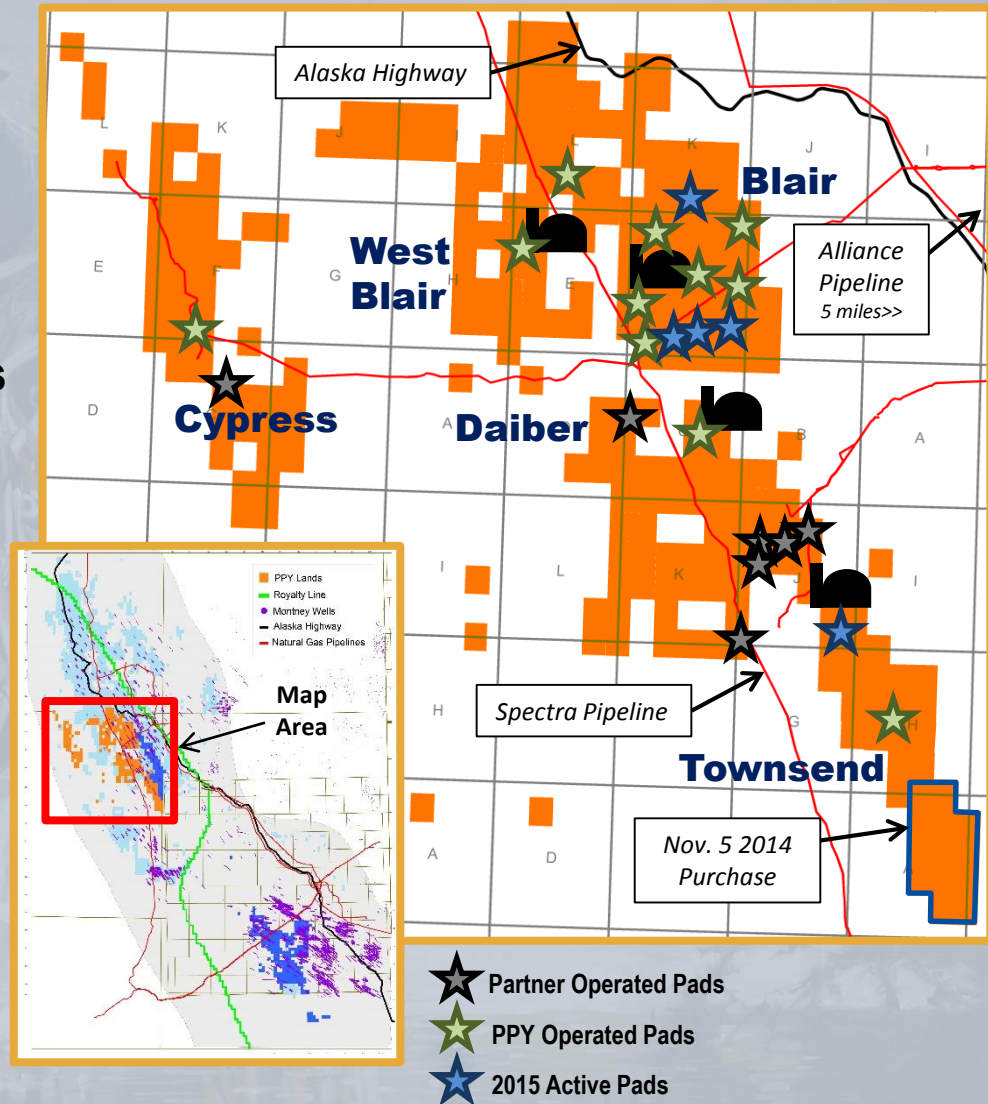 Alaska Highway
L
K
J
I
L
K
J
I
Blair
West
Blair
Alliance
Pipeline
5 miles>>
E
F
G
H
E
s
D
Cypress
A
Daiber
B
A
I
L
K
J
I
PPY Lands
Royalty Line
Montney Wells
Alaska Highway
Natural Gas Pipelines
Map
Area
H
Spectra Pipeline
G
H
Townsend
A
D
Nov. 5 2014
Purchase
A
Partner Operated Pads
PPY Operated Pads
2015 Active Pads